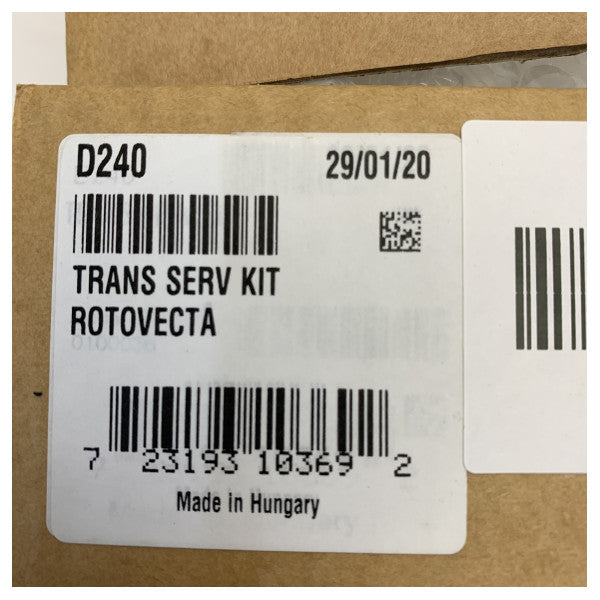 D240 29/01/20
TRANS SERV KIT
ROTOVECTA
7 23193 10369 2
Made in Hungary